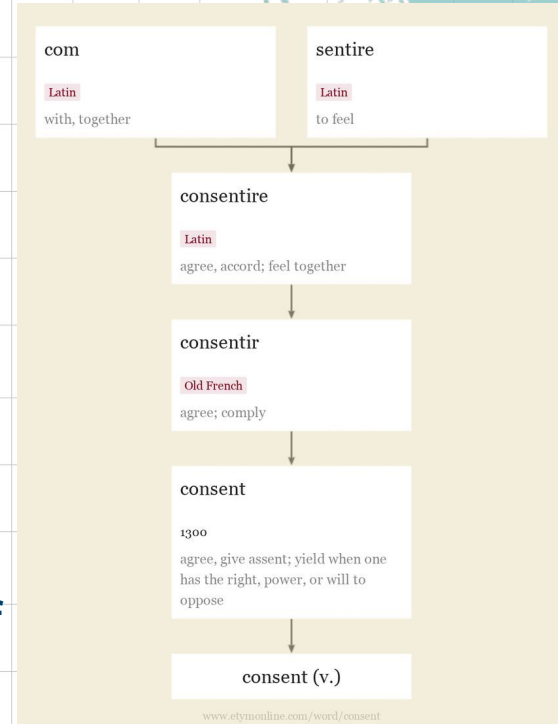 com
Latin
with, together
sentire
Latin
to feel
consentire
Latin
agree, accord; feel together
consentir
Old French
agree; comply
consent
1300
agree, give assent; yield when one
has the right, power, or will to
oppose
consent (v.)
www.etymonline.com/word/consent